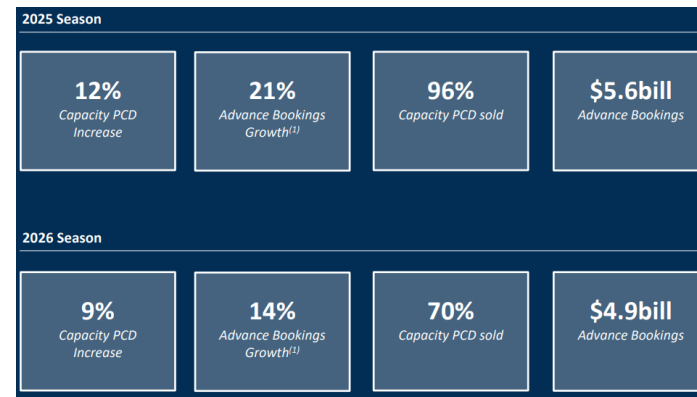 2025 Season
12%
Capacity PCD
Increase
21%
Advance Bookings
Growth(1)
96%
Capacity PCD sold
$5.6bill
Advance Bookings
2026 Season
9%
Capacity PCD
Increase
14%
Advance Bookings
Growth(1)
70%
Capacity PCD sold
$4.9bill
Advance Bookings